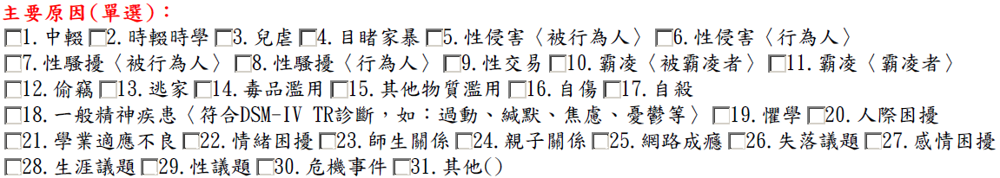 主要原因(單選)：
□1.中輟□2.時輟時學□3.兒虐□4.目睹家暴□5.性侵害〈被行為人〉□6.性侵害〈行為人〉
□7.性騷擾〈被行為人〉□8.性騷擾〈行為人〉□9.性交易□10.霸凌〈被霸凌者〉□11.霸凌〈霸凌者〉
□12.偷竊□13.逃家□14.毒品濫用□15.其他物質濫用□16.自傷□17.自殺
□18.一般精神疾患〈符合DSM-IV TR診斷，如：過動、緘默、焦慮、憂鬱等〉□19.懼學□20.人際困擾
□21.學業適應不良□22.情緒困擾□23.師生關係□24.親子關係□25.網路成癮□26.失落議題□27.感情困擾
□28.生涯議題□29.性議題□30.危機事件□31.其他()